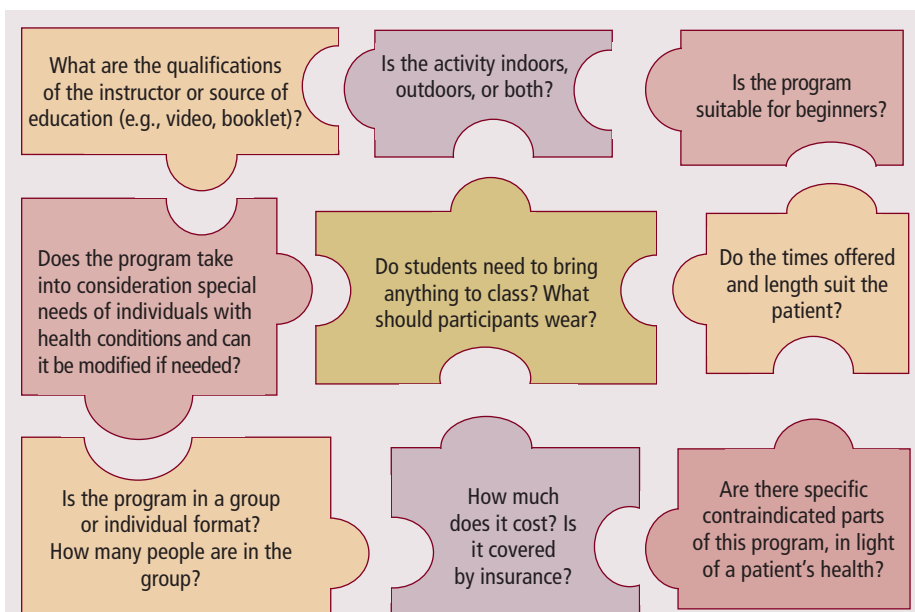 What are the qualifications
of the instructor or source of
education (e.g., video, booklet)?
Is the activity indoors,
outdoors, or both?
Is the program
suitable for beginners?
Does the program take
into consideration special
needs of individuals with
health conditions and can
it be modified if needed?
Do students need to bring
anything to class? What
should participants wear?
Do the times offered
and length suit the
patient?
Is the program in a group
or individual format?
How many people are in the
group?
How much
does it cost? Is
it covered
by insurance?
Are there specific
contraindicated parts
of this program, in light
of a patient’s health?